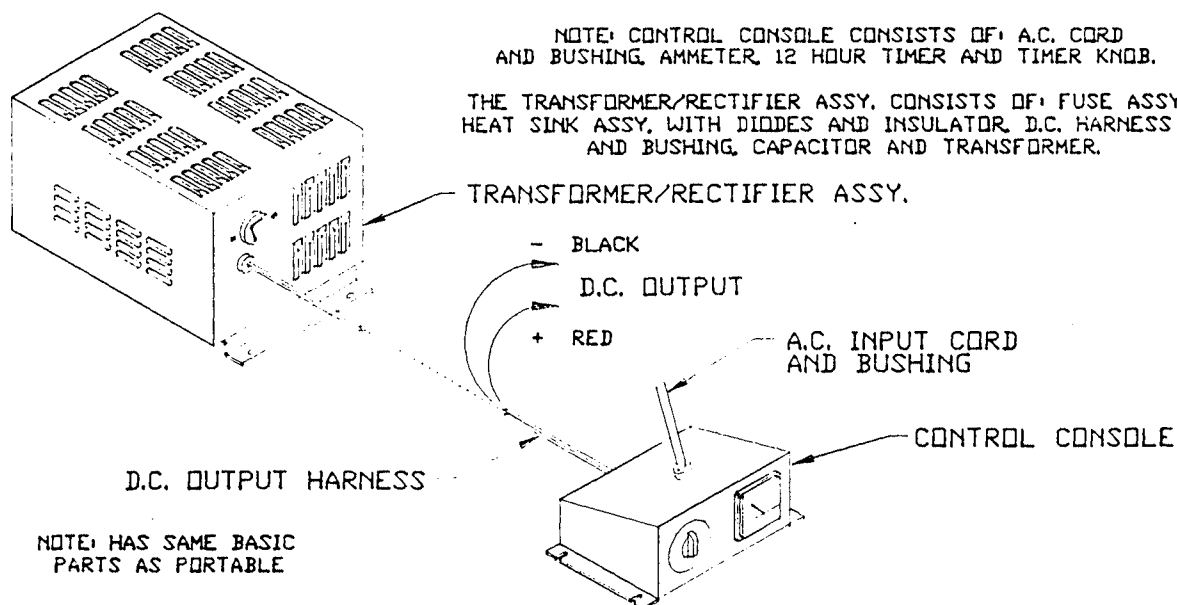 NOTE: CONTROL CONSOLE CONSISTS OF: A.C. CORD
AND BUSHING, AMMETER, 12 HOUR TIMER AND TIMER KNOB.
THE TRANSFORMER/RECTIFIER ASSY. CONSISTS OF: FUSE ASSY
HEAT SINK ASSY. WITH DIODES AND INSULATOR, D.C. HARNESS
AND BUSHING, CAPACITOR AND TRANSFORMER.
TRANSFORMER/RECTIFIER ASSY.
- BLACK
D.C. OUTPUT
+ RED
A.C. INPUT CORD
AND BUSHING
CONTROL CONSOLE
D.C. OUTPUT HARNESS
NOTE: HAS SAME BASIC
PARTS AS PORTABLE